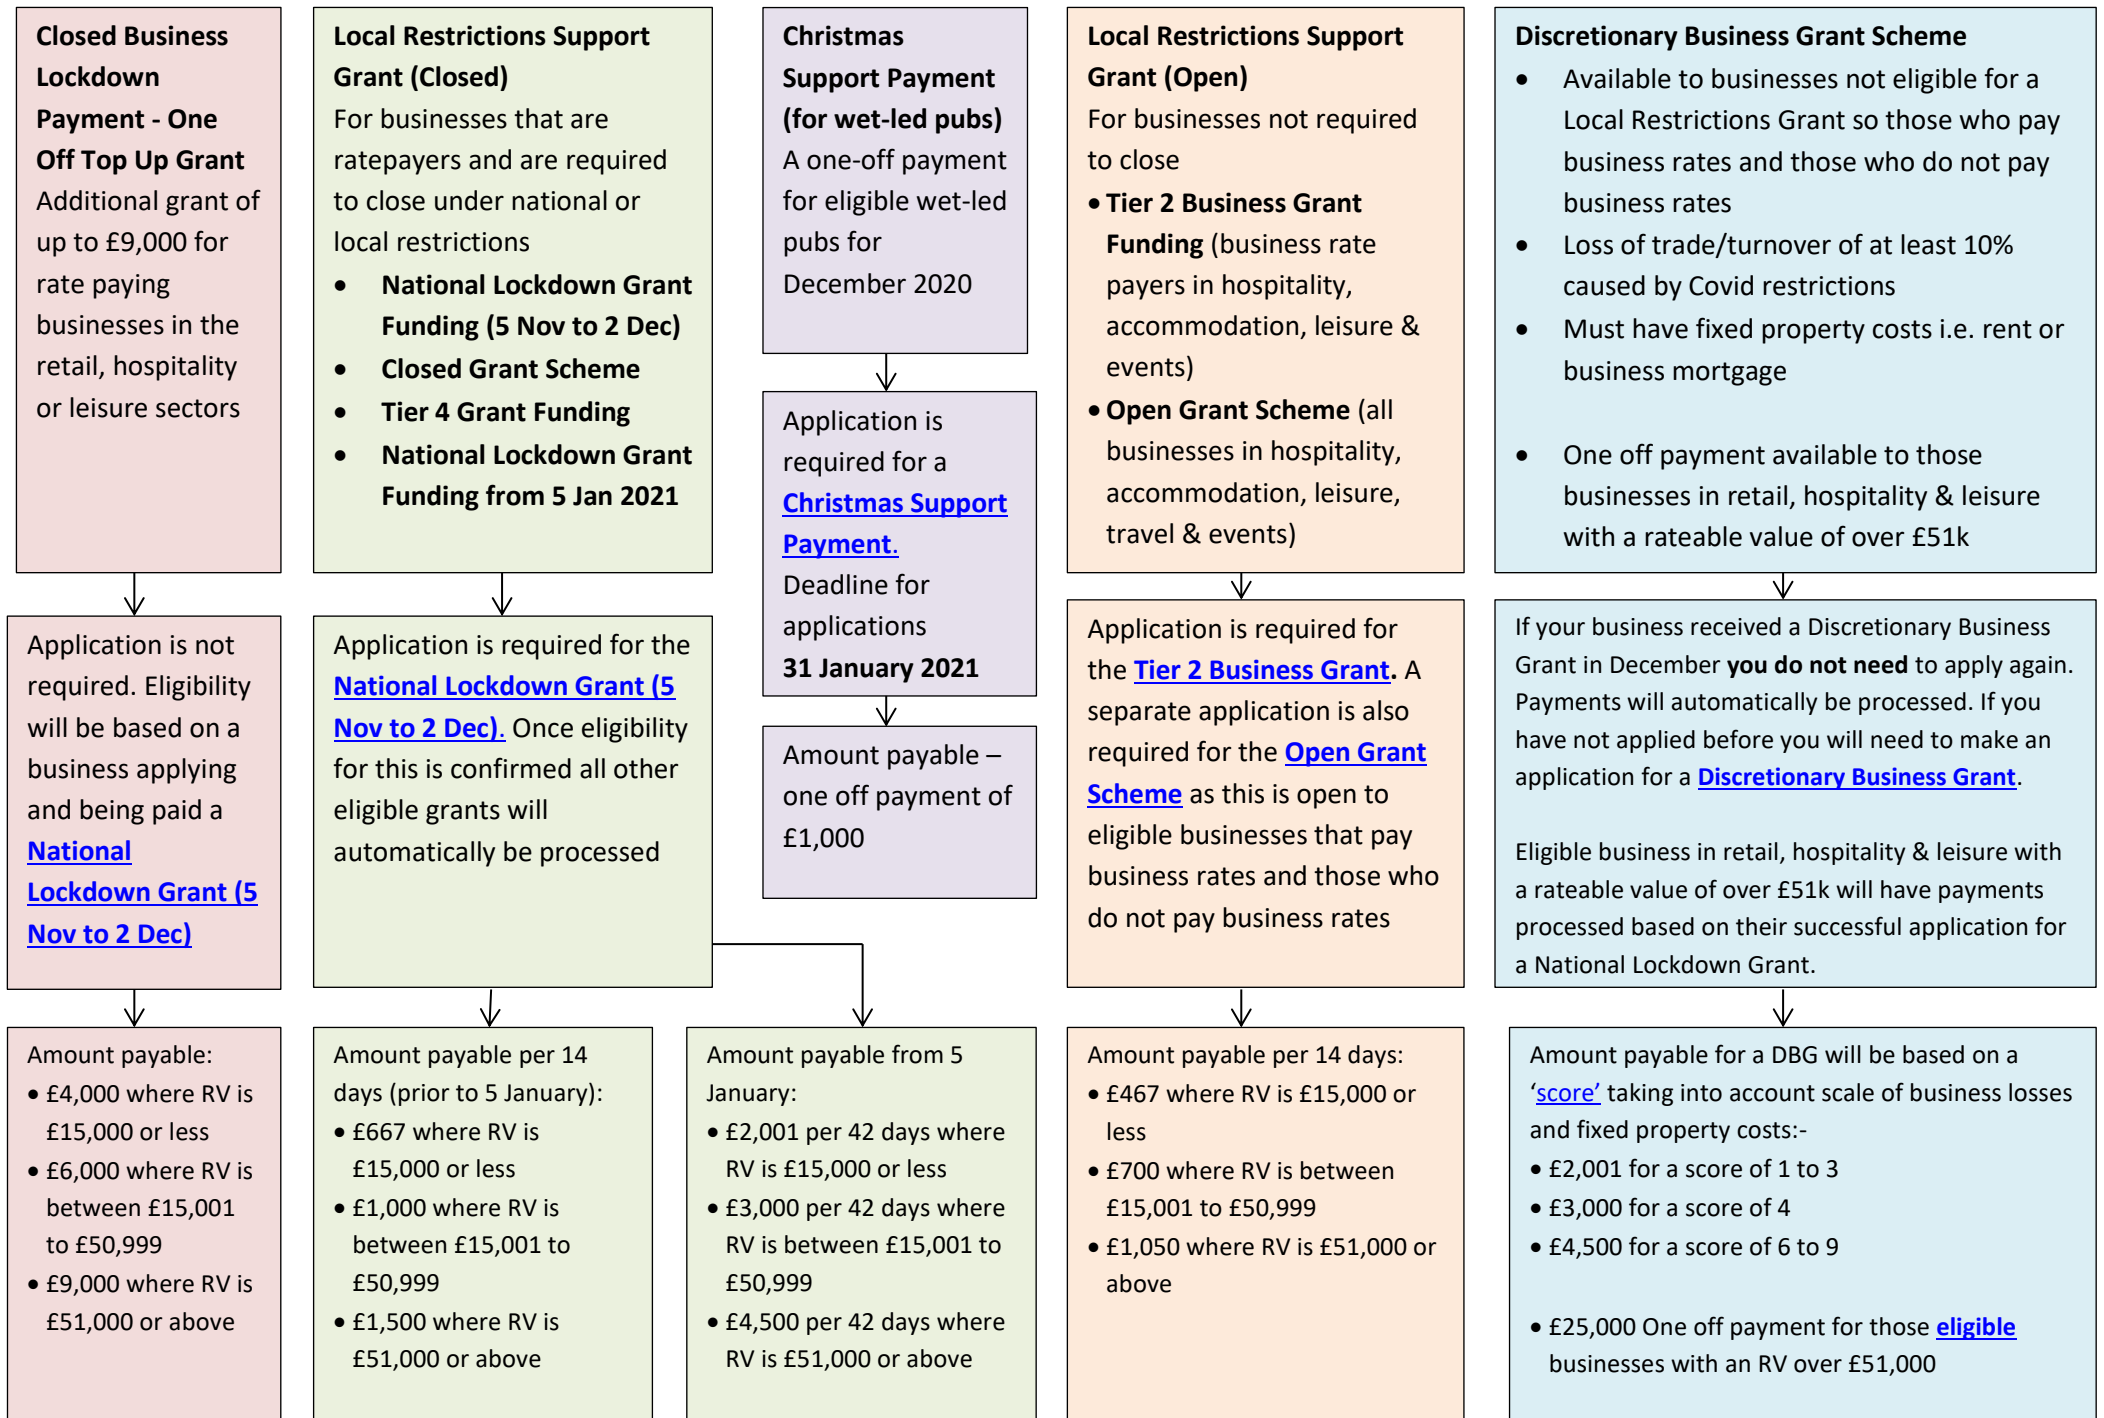 Closed Business
Lockdown
Payment - One
Off Top Up Grant
Additional grant of
up to £9,000 for
rate paying
businesses in the
retail, hospitality
or leisure sectors
Application is not
required. Eligibility
will be based on a
business applying
and being paid a
National
Lockdown Grant (5
Nov to 2 Dec)
Amount payable:
• £4,000 where RV is
£15,000 or less
• £6,000 where RV is
between £15,001
to £50,999
• £9,000 where RV is
£51,000 or above
Local Restrictions Support
Grant (Closed)
For businesses that are
ratepayers and are required
to close under national or
local restrictions
• National Lockdown Grant
Funding (5 Nov to 2 Dec)
• Closed Grant Scheme
• Tier 4 Grant Funding
• National Lockdown Grant
Funding from 5 Jan 2021
Application is required for the
National Lockdown Grant (5
Nov to 2 Dec). Once eligibility
for this is confirmed all other
eligible grants will
automatically be processed
Amount payable per 14
days (prior to 5 January):
• £667 where RV is
£15,000 or less
• £1,000 where RV is
between £15,001 to
£50,999
• £1,500 where RV is
£51,000 or above
Amount payable from 5
January:
• £2,001 per 42 days where
RV is £15,000 or less
• £3,000 per 42 days where
RV is between £15,001 to
£50,999
• £4,500 per 42 days where
RV is £51,000 or above
Christmas
Support Payment
(for wet-led pubs)
A one-off payment
for eligible wet-led
pubs for
December 2020
Application is
required for a
Christmas Support
Payment.
Deadline for
applications
31 January 2021
Amount payable –
one off payment of
£1,000
Local Restrictions Support
Grant (Open)
For businesses not required
to close
• Tier 2 Business Grant
Funding (business rate
payers in hospitality,
accommodation, leisure &
events)
• Open Grant Scheme (all
businesses in hospitality,
accommodation, leisure,
travel & events)
Application is required for
the Tier 2 Business Grant. A
separate application is also
required for the Open Grant
Scheme as this is open to
eligible businesses that pay
business rates and those who
do not pay business rates
Amount payable per 14 days:
• £467 where RV is £15,000 or
less
• £700 where RV is between
£15,001 to £50,999
• £1,050 where RV is £51,000 or
above
Discretionary Business Grant Scheme
• Available to businesses not eligible for a
Local Restrictions Grant so those who pay
business rates and those who do not pay
business rates
• Loss of trade/turnover of at least 10%
caused by Covid restrictions
• Must have fixed property costs i.e. rent or
business mortgage
• One off payment available to those
businesses in retail, hospitality & leisure
with a rateable value of over £51k
If your business received a Discretionary Business
Grant in December you do not need to apply again.
Payments will automatically be processed. If you
have not applied before you will need to make an
application for a Discretionary Business Grant.
Eligible business in retail, hospitality & leisure with
a rateable value of over £51k will have payments
processed based on their successful application for
a National Lockdown Grant.
Amount payable for a DBG will be based on a
‘score’ taking into account scale of business losses
and fixed property costs:-
• £2,001 for a score of 1 to 3
• £3,000 for a score of 4
• £4,500 for a score of 6 to 9
• £25,000 One off payment for those eligible
businesses with an RV over £51,000